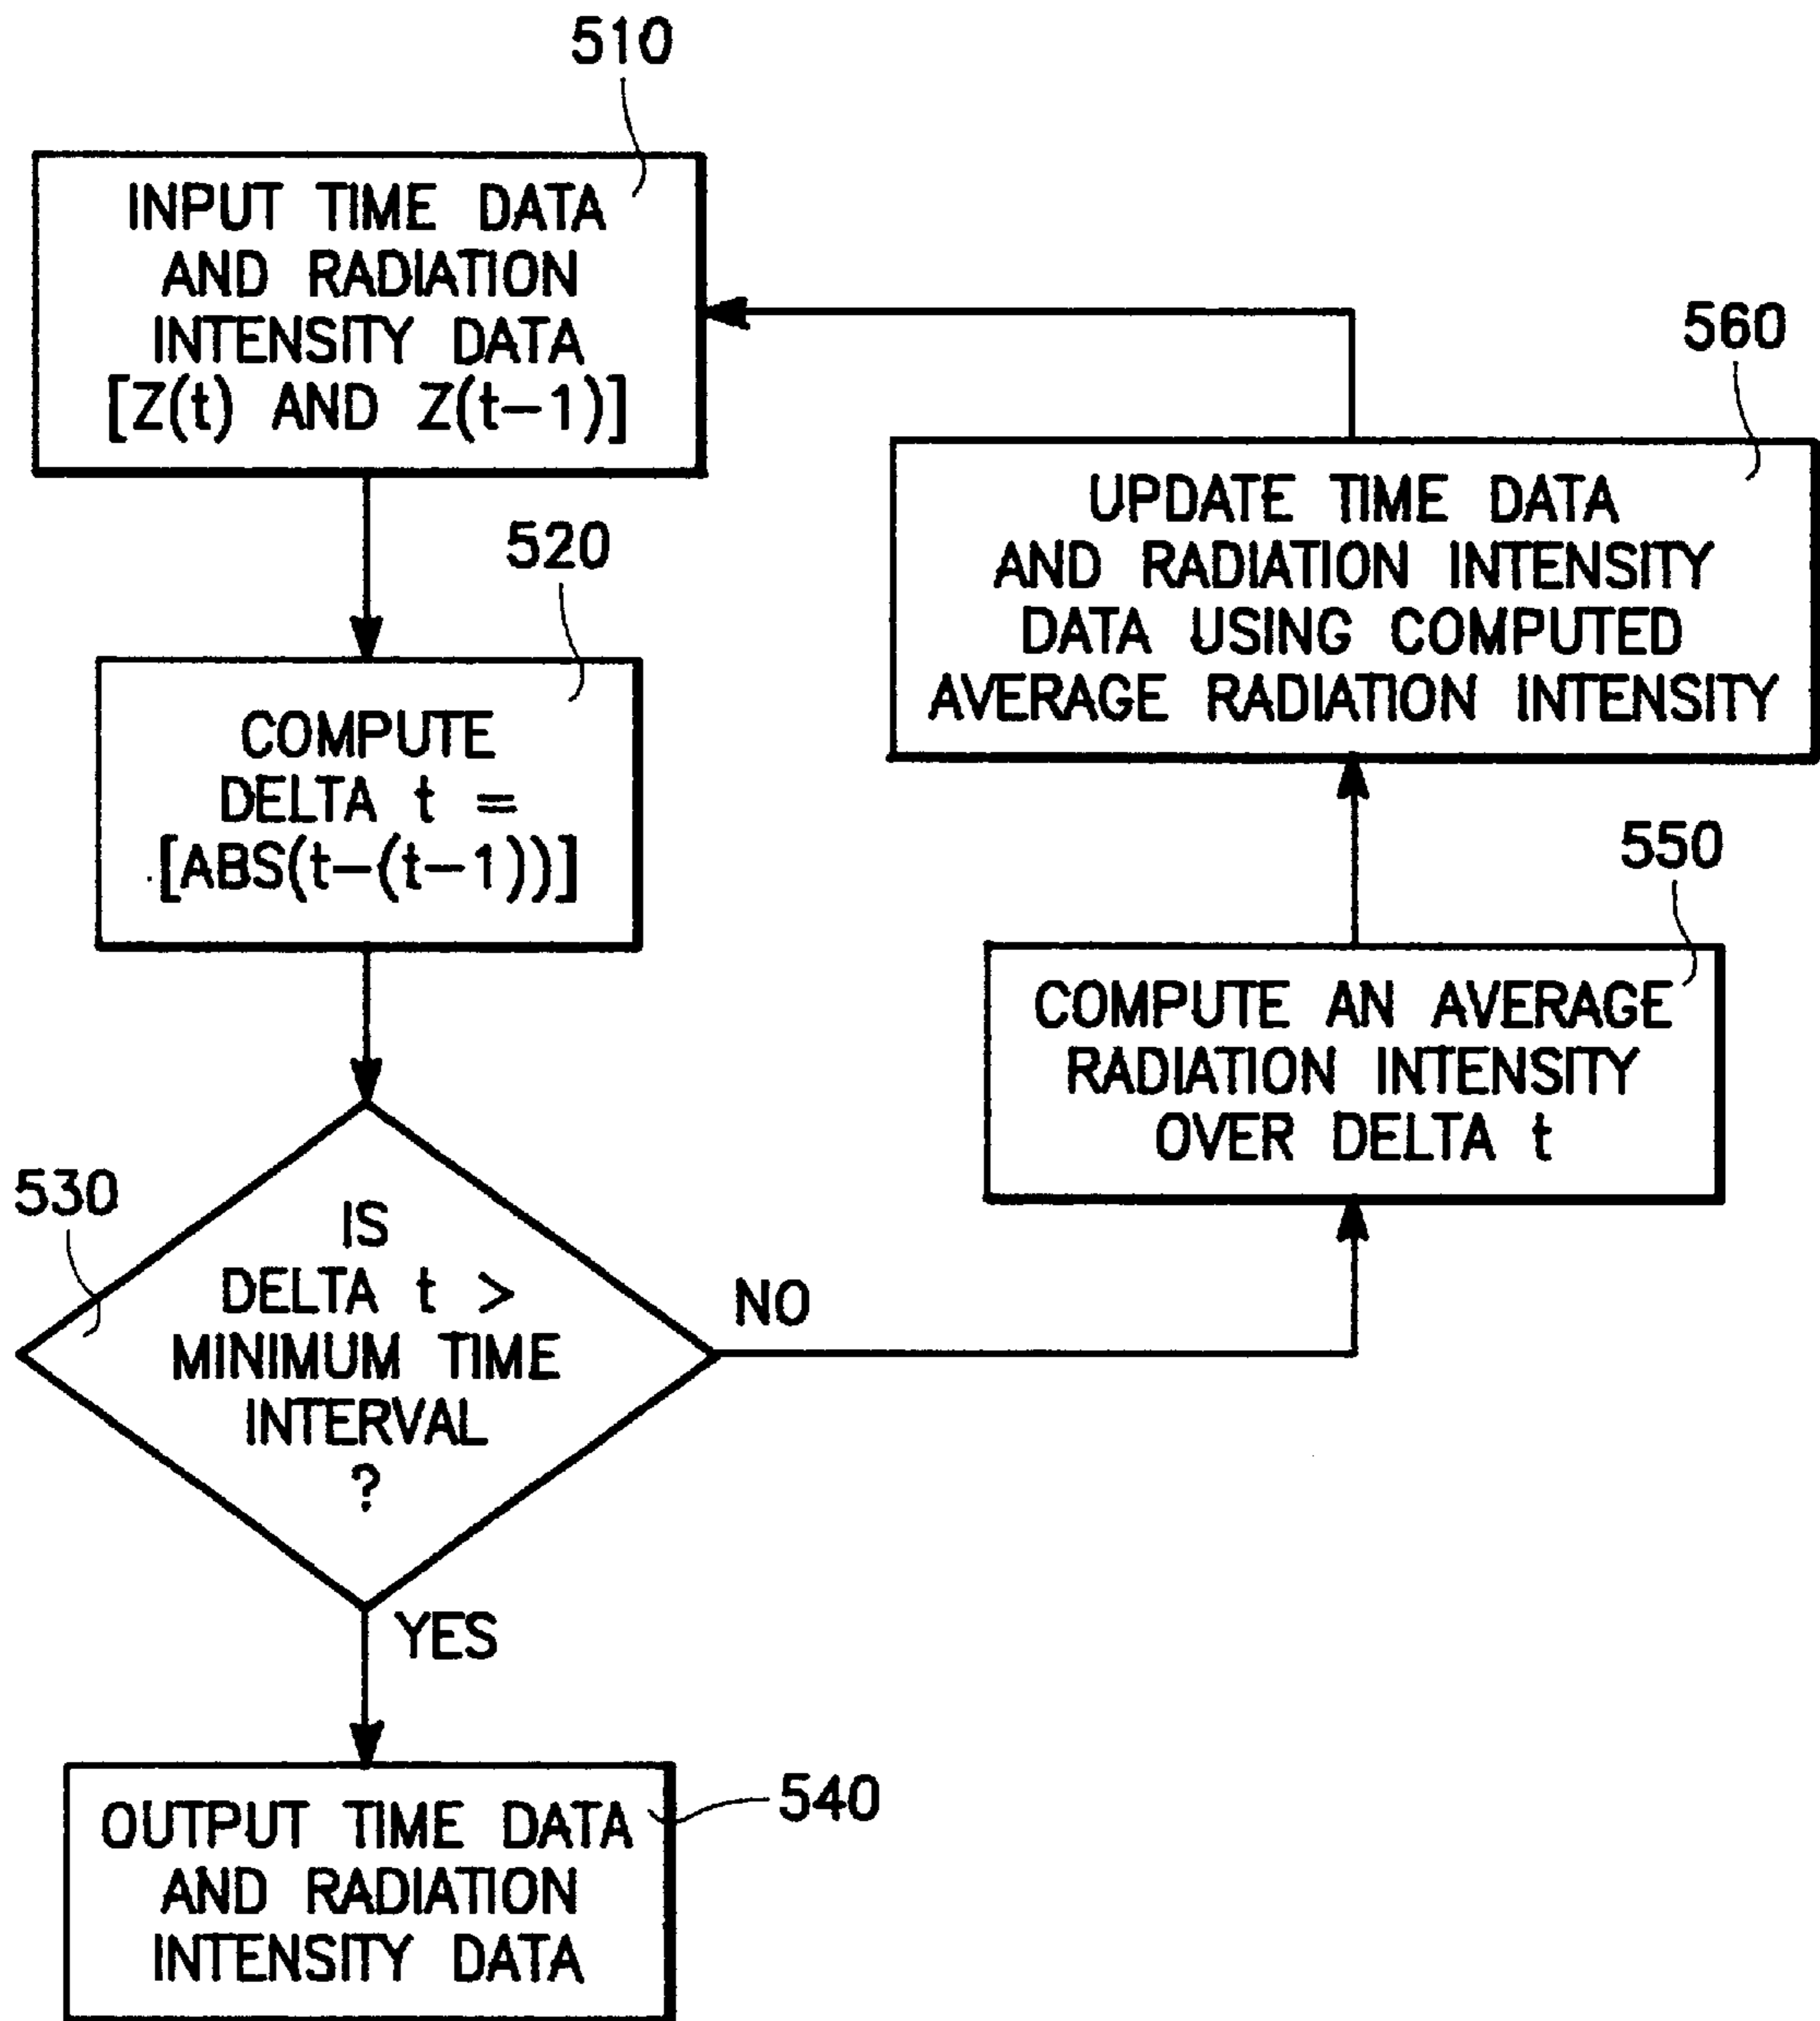 510
INPUT TIME DATA
AND RADIATION
INTENSITY DATA
[Z(t) AND Z(t-1)]
520
COMPUTE
DELTA t =
[ABS(t-(t-1))]
530
IS
DELTA t >
MINIMUM TIME
INTERVAL
?
NO
YES
OUTPUT TIME DATA
AND RADIATION
INTENSITY DATA
540
550
COMPUTE AN AVERAGE
RADIATION INTENSITY
OVER DELTA t
560
UPDATE TIME DATA
AND RADIATION INTENSITY
DATA USING COMPUTED
AVERAGE RADIATION INTENSITY